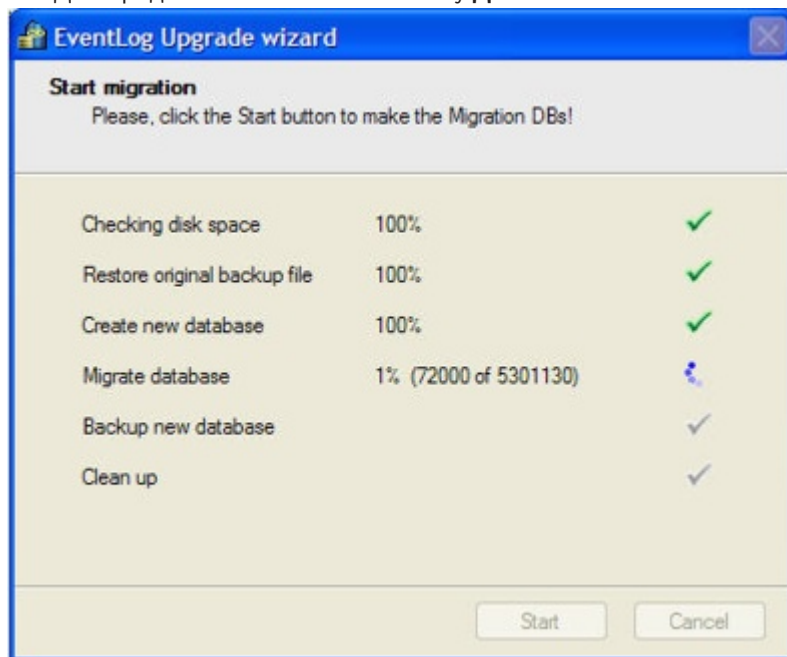 EventLog Upgrade wizard
Start migration
Please, click the Start button to make the Migration DBs!
Checking disk space 100%
Restore original backup file 100%
Create new database 100%
Migrate database 1% (72000 of 5301130)
Backup new database
Clean up
Start Cancel